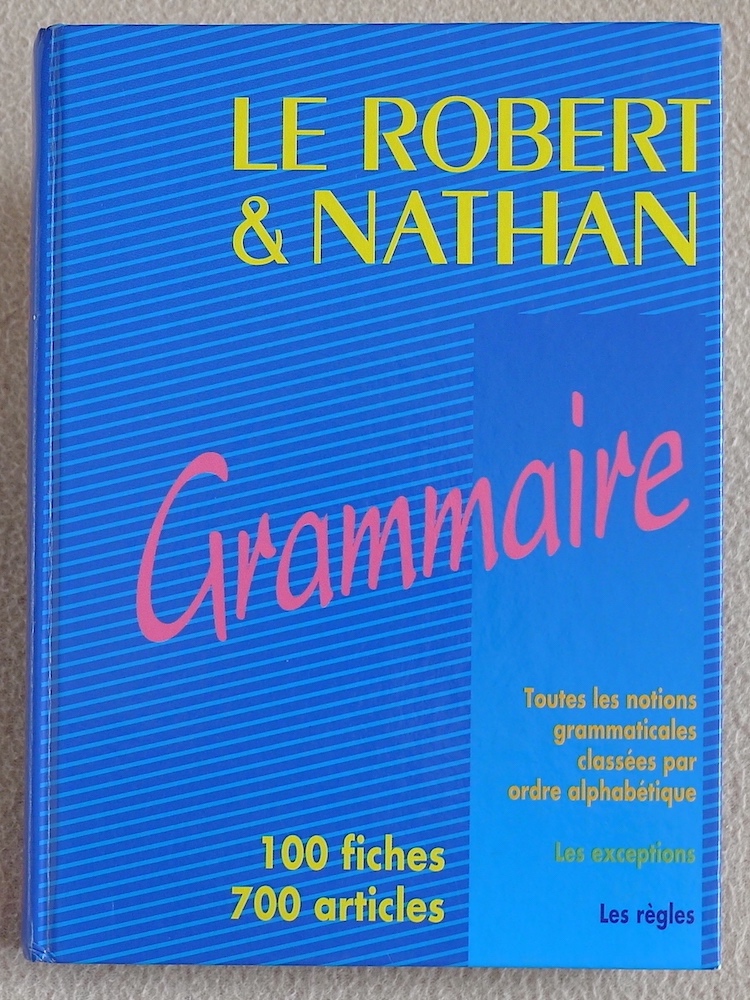 LE ROBERT
& NATHAN
Grammaire
Toutes les notions
grammaticales
classées par
ordre alphabétique
Les exceptions
Les règles
100 fiches
700 articles